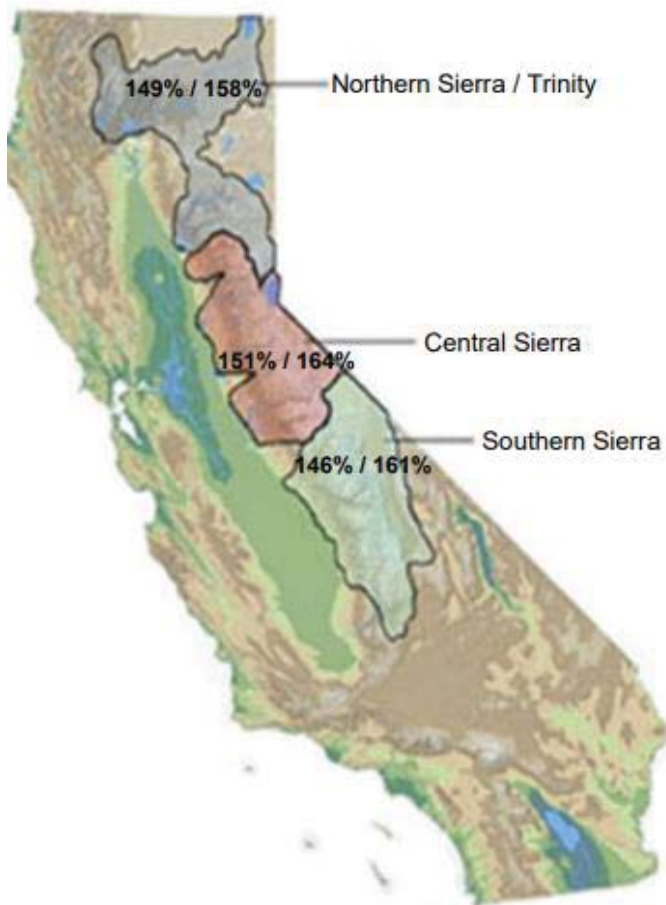 149% / 158%
Northern Sierra / Trinity
Central Sierra
151% / 164%
Southern Sierra
146% / 161%